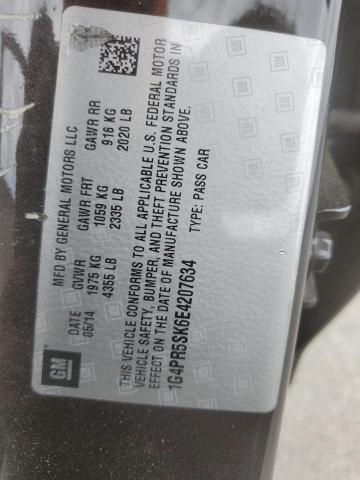 GM
MFD BY GENERAL MOTORS LLC
DATE GVWR GAWR FRT GAWR RR
05/14 1975 KG 1059 KG 916 KG
4355 LB 2335 LB 2020 LB
THIS VEHICLE CONFORMS TO ALL APPLICABLE U.S. FEDERAL MOTOR
VEHICLE SAFETY, BUMPER, AND THEFT PREVENTION STANDARDS IN
EFFECT ON THE DATE OF MANUFACTURE SHOWN ABOVE.
1G4PR5SK6E4207634 TYPE: PASS CAR